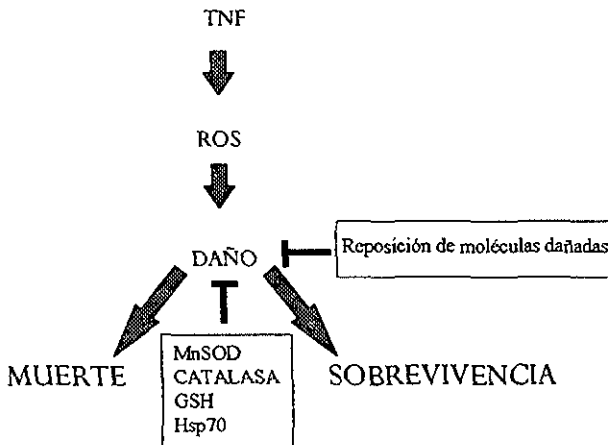 TNF
ROS
DAÑO
Reposición de moléculas dañadas
MUERTE
MnSOD
CATALASA
GSH
Hsp70
SOBREVIVENCIA